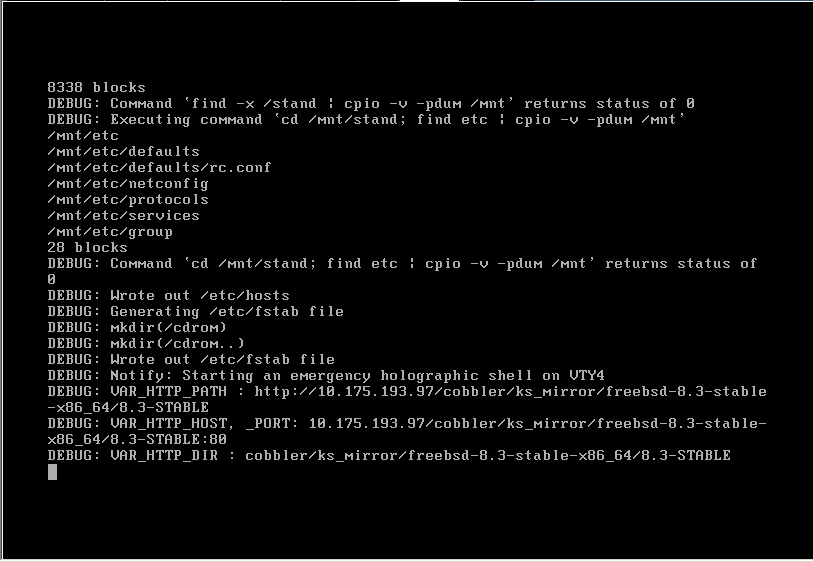 8338 blocks
DEBUG: Command `find -x /stand | cpio -v -pdum /mnt' returns status of 0
DEBUG: Executing command `cd /mnt/stand; find etc | cpio -v -pdum /mnt'
/mnt/etc
/mnt/etc/defaults
/mnt/etc/defaults/rc.conf
/mnt/etc/netconfig
/mnt/etc/protocols
/mnt/etc/services
/mnt/etc/group
28 blocks
DEBUG: Command `cd /mnt/stand; find etc | cpio -v -pdum /mnt' returns status of
0
DEBUG: Wrote out /etc/hosts
DEBUG: Generating /etc/fstab file
DEBUG: mkdir(/cdrom)
DEBUG: mkdir(/cdrom..)
DEBUG: Wrote out /etc/fstab file
DEBUG: Notify: Starting an emergency holographic shell on VTY4
DEBUG: VAR_HTTP_PATH : http://10.175.193.97/cobbler/ks_mirror/freebsd-8.3-stable
-x86_64/8.3-STABLE
DEBUG: VAR_HTTP_HOST, _PORT: 10.175.193.97/cobbler/ks_mirror/freebsd-8.3-stable-
x86_64/8.3-STABLE:80
DEBUG: VAR_HTTP_DIR : cobbler/ks_mirror/freebsd-8.3-stable-x86_64/8.3-STABLE